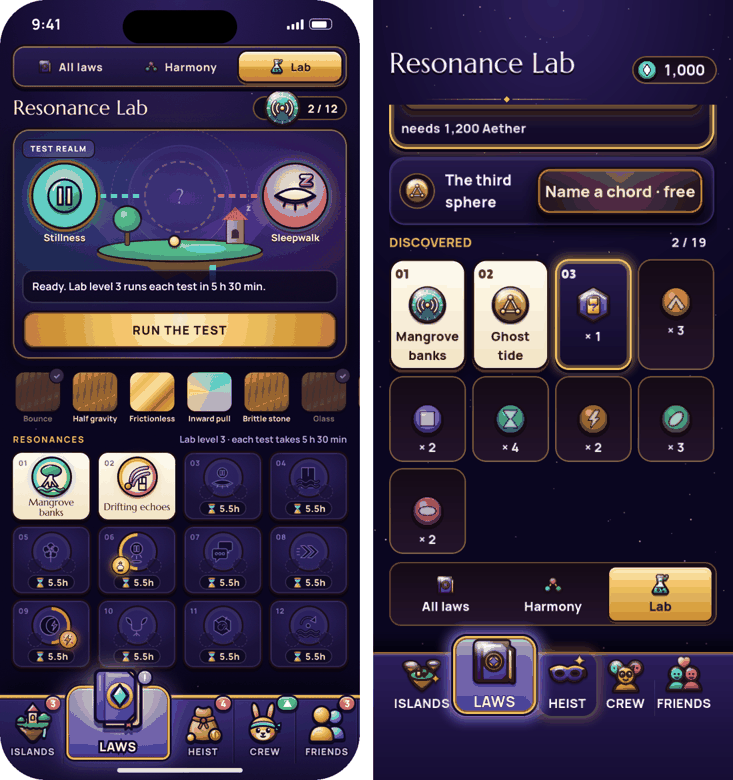 9:41
All laws
Harmony
Lab
Resonance Lab
2 / 12
TEST REALM
?
z
Z
Stillness
Sleepwalk
Ready. Lab level 3 runs each test in 5 h 30 min.
RUN THE TEST
Bounce
Half gravity
Frictionless
Inward pull
Brittle stone
Glass
RESONANCES
Lab level 3 · each test takes 5 h 30 min
01
Mangrove
banks
02
Drifting echoes
03
5.5h
04
5.5h
05
5.5h
06
5.5h
07
5.5h
08
5.5h
09
5.5h
10
5.5h
11
5.5h
12
5.5h
3
ISLANDS
1
LAWS
4
HEIST
CREW
3
FRIENDS
Resonance Lab
1,000
needs 1,200 Aether
The third
sphere
Name a chord · free
DISCOVERED
2 / 19
01
Mangrove
banks
02
Ghost
tide
03
× 1
× 3
× 2
× 4
× 2
× 3
× 2
All laws
Harmony
Lab
ISLANDS
LAWS
HEIST
CREW
FRIENDS